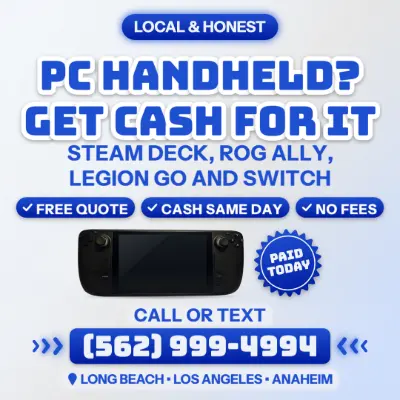 LOCAL & HONEST
PC HANDHELD?
GET CASH FOR IT
STEAM DECK, ROG ALLY,
LEGION GO AND SWITCH
✓ FREE QUOTE ✓ CASH SAME DAY ✓ NO FEES
PAID
TODAY
CALL OR TEXT
(562) 999-4994
LONG BEACH • LOS ANGELES • ANAHEIM